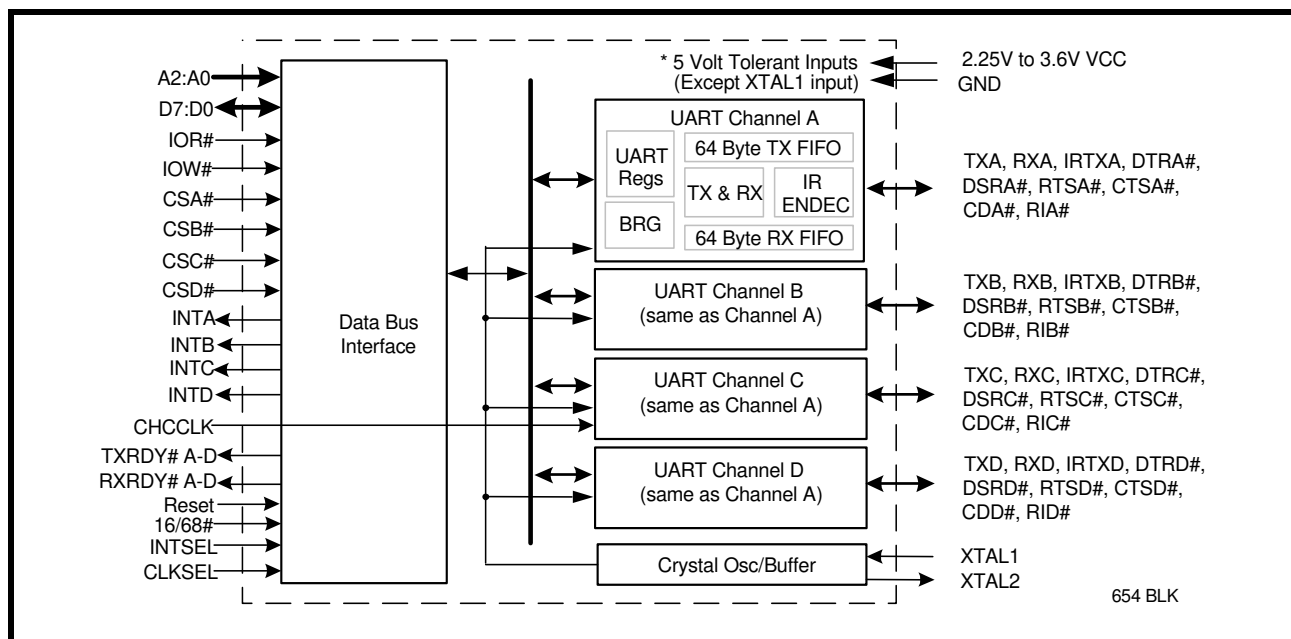 A2:A0
D7:D0
IOR#
IOW#
CSA#
CSB#
CSC#
CSD#
INTA
INTB
INTC
INTD
CHCCLK
TXRDY# A-D
RXRDY# A-D
Reset
16/68#
INTSEL
CLKSEL
Data Bus
Interface
* 5 Volt Tolerant Inputs
(Except XTAL1 input)
2.25V to 3.6V VCC
GND
UART Channel A
UART
Regs
64 Byte TX FIFO
TX & RX
IR
ENDEC
BRG
64 Byte RX FIFO
TXA, RXA, IRTXA, DTRA#,
DSRA#, RTSA#, CTSA#,
CDA#, RIA#
UART Channel B
(same as Channel A)
TXB, RXB, IRTXB, DTRB#,
DSRB#, RTSB#, CTSB#,
CDB#, RIB#
UART Channel C
(same as Channel A)
TXC, RXC, IRTXC, DTRC#,
DSRC#, RTSC#, CTSC#,
CDC#, RIC#
UART Channel D
(same as Channel A)
TXD, RXD, IRTXD, DTRD#,
DSRD#, RTSD#, CTSD#,
CDD#, RID#
Crystal Osc/Buffer
XTAL1
XTAL2
654 BLK